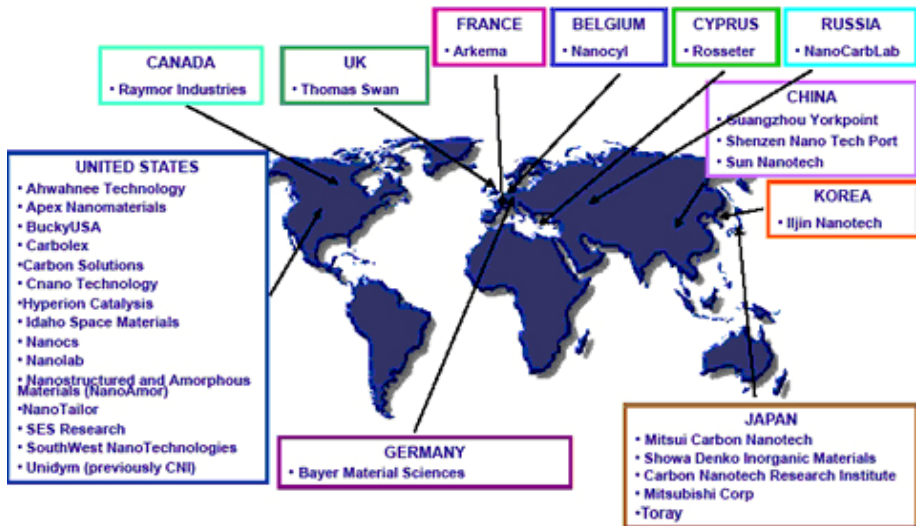 FRANCE
• Arkema
BELGIUM
• Nanocyl
CYPRUS
• Rosseter
RUSSIA
• NanoCarbLab
CANADA
• Raymor Industries
UK
• Thomas Swan
CHINA
• Guangzhou Yorkpoint
• Shenzen Nano Tech Port
• Sun Nanotech
UNITED STATES
• Ahwahnee Technology
• Apex Nanomaterials
• BuckyUSA
• Carbolex
•Carbon Solutions
• Cnano Technology
•Hyperion Catalysis
• Idaho Space Materials
• Nanocs
• Nanolab
• Nanostructured and Amorphous
Materials (NanoAmor)
•NanoTailor
• SES Research
• SouthWest NanoTechnologies
• Unidym (previously CNI)
KOREA
• Iljin Nanotech
GERMANY
• Bayer Material Sciences
JAPAN
• Mitsui Carbon Nanotech
• Showa Denko Inorganic Materials
• Carbon Nanotech Research Institute
• Mitsubishi Corp
•Toray